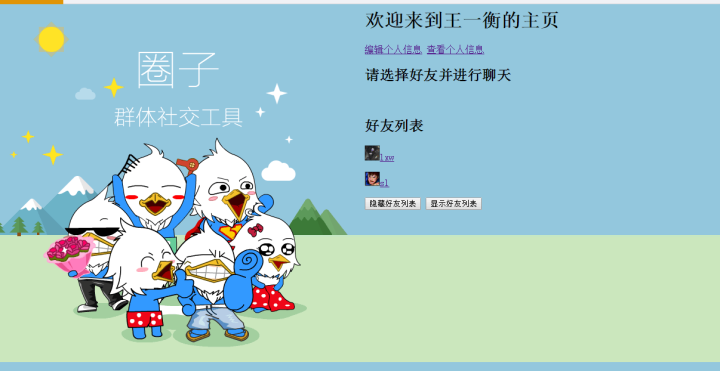 圈子
群体社交工具
欢迎来到王一衡的主页
编辑个人信息 查看个人信息
请选择好友并进行聊天
好友列表
lxw
sl
隐藏好友列表 显示好友列表